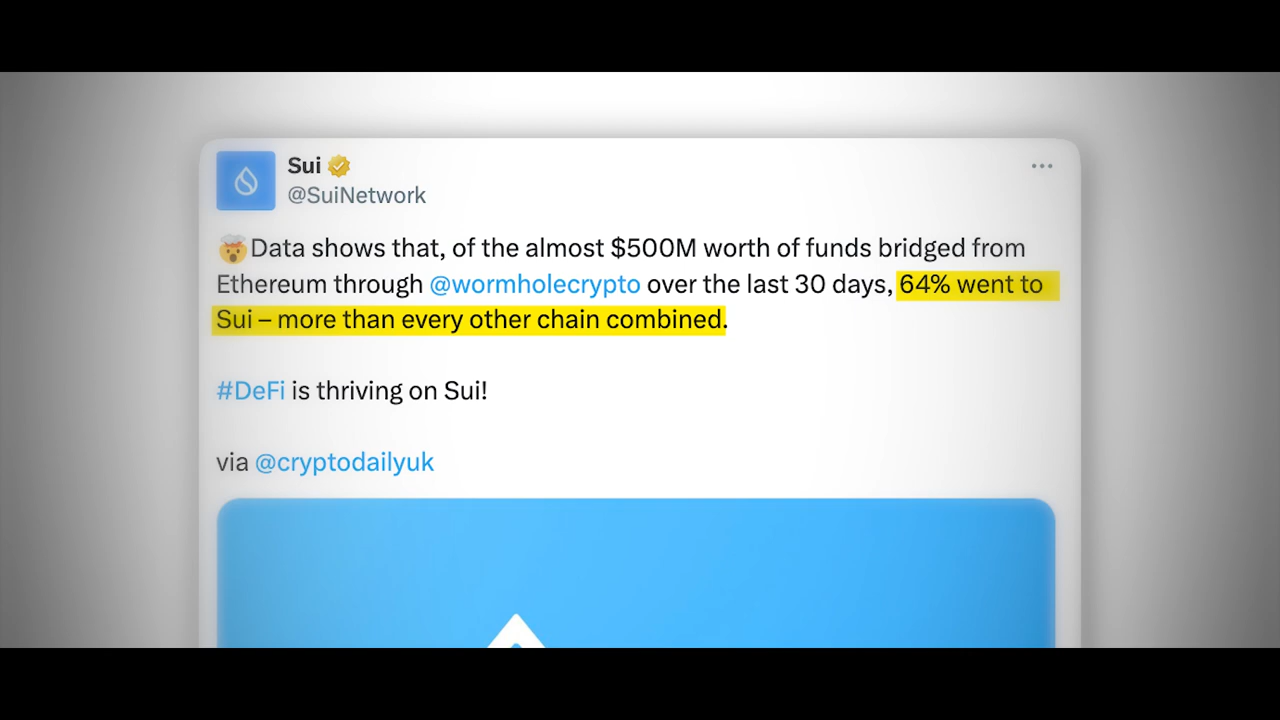 Sui
@SuiNetwork
🤯Data shows that, of the almost $500M worth of funds bridged from
Ethereum through @wormholecrypto over the last 30 days, 64% went to
Sui – more than every other chain combined.
#DeFi is thriving on Sui!
via @cryptodailyuk